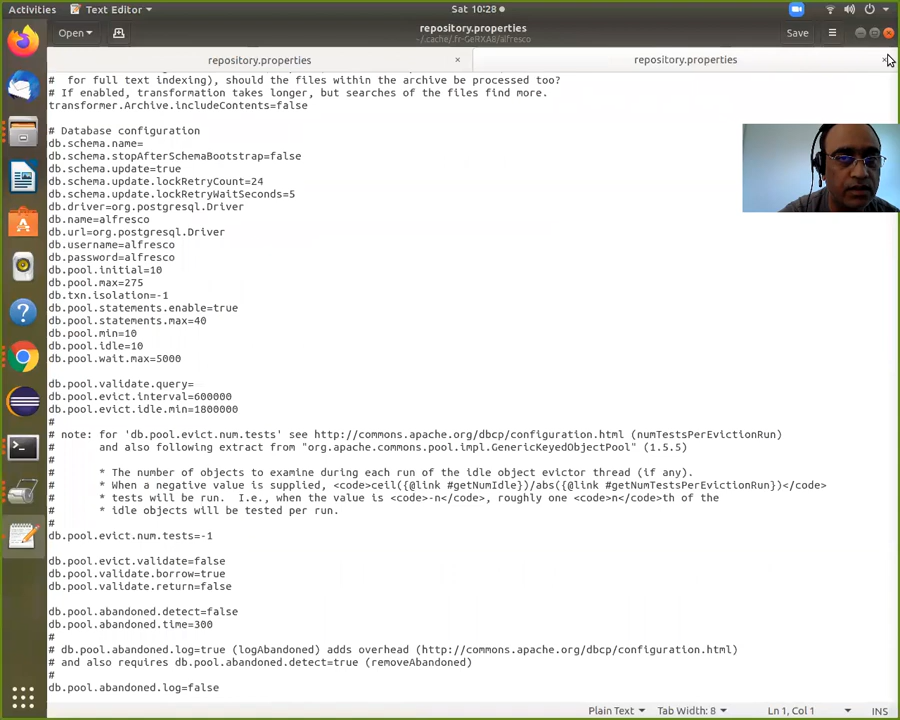 Activities
Text Editor
Sat 10:28
Open
repository.properties
~/.cache/.fr-GeRXA8/alfresco
Save
repository.properties
×
repository.properties
×
# for full text indexing), should the files within the archive be processed too?
# If enabled, transformation takes longer, but searches of the files find more.
transformer.Archive.includeContents=false
# Database configuration
db.schema.name=
db.schema.stopAfterSchemaBootstrap=false
db.schema.update=true
db.schema.update.lockRetryCount=24
db.schema.update.lockRetryWaitSeconds=5
db.driver=org.postgresql.Driver
db.name=alfresco
db.url=org.postgresql.Driver
db.username=alfresco
db.password=alfresco
db.pool.initial=10
db.pool.max=275
db.txn.isolation=-1
db.pool.statements.enable=true
db.pool.statements.max=40
db.pool.min=10
db.pool.idle=10
db.pool.wait.max=5000
db.pool.validate.query=
db.pool.evict.interval=600000
db.pool.evict.idle.min=1800000
#
# note: for 'db.pool.evict.num.tests' see http://commons.apache.org/dbcp/configuration.html (numTestsPerEvictionRun)
#       and also following extract from "org.apache.commons.pool.impl.GenericKeyedObjectPool" (1.5.5)
#
#       * The number of objects to examine during each run of the idle object evictor thread (if any).
#       * When a negative value is supplied, <code>ceil({@link #getNumIdle})/abs({@link #getNumTestsPerEvictionRun})</code>
#       * tests will be run.  I.e., when the value is <code>-n</code>, roughly one <code>n</code>th of the
#       * idle objects will be tested per run.
#
db.pool.evict.num.tests=-1
db.pool.evict.validate=false
db.pool.validate.borrow=true
db.pool.validate.return=false
db.pool.abandoned.detect=false
db.pool.abandoned.time=300
#
# db.pool.abandoned.log=true (logAbandoned) adds overhead (http://commons.apache.org/dbcp/configuration.html)
# and also requires db.pool.abandoned.detect=true (removeAbandoned)
#
db.pool.abandoned.log=false
Plain Text
Tab Width: 8
Ln 1, Col 1
INS